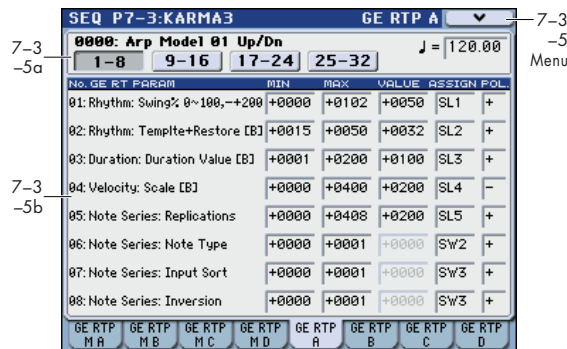 SEQ P7-3:KARMA3 GE RTP A
7-3
-5
Menu
0000: Arp Model 01 Up/Dn ♩= 120.00
7-3
-5a
1-8 9-16 17-24 25-32
No. GE RT PARAM MIN MAX VALUE ASSIGN POL.
01: Rhythm: Swing% 0~100,-+200 +0000 +0102 +0050 SL1 +
02: Rhythm: Templte+Restore [B] +0015 +0050 +0032 SL2 +
03: Duration: Duration Value [B] +0001 +0200 +0100 SL3 +
7-3
-5b
04: Velocity: Scale [B] +0000 +0400 +0200 SL4 -
05: Note Series: Replications +0000 +0408 +0200 SL5 +
06: Note Series: Note Type +0000 +0001 +0000 SW2 +
07: Note Series: Input Sort +0000 +0001 +0000 SW3 +
08: Note Series: Inversion +0000 +0001 +0000 SW3 +
GE RTP M A GE RTP M B GE RTP M C GE RTP M D GE RTP A GE RTP B GE RTP C GE RTP D